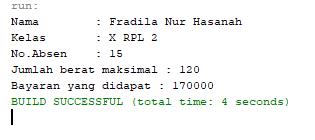 run:
Nama       : Fradila Nur Hasanah
Kelas      : X RPL 2
No.Absen   : 15
Jumlah berat maksimal : 120
Bayaran yang didapat : 170000
BUILD SUCCESSFUL (total time: 4 seconds)